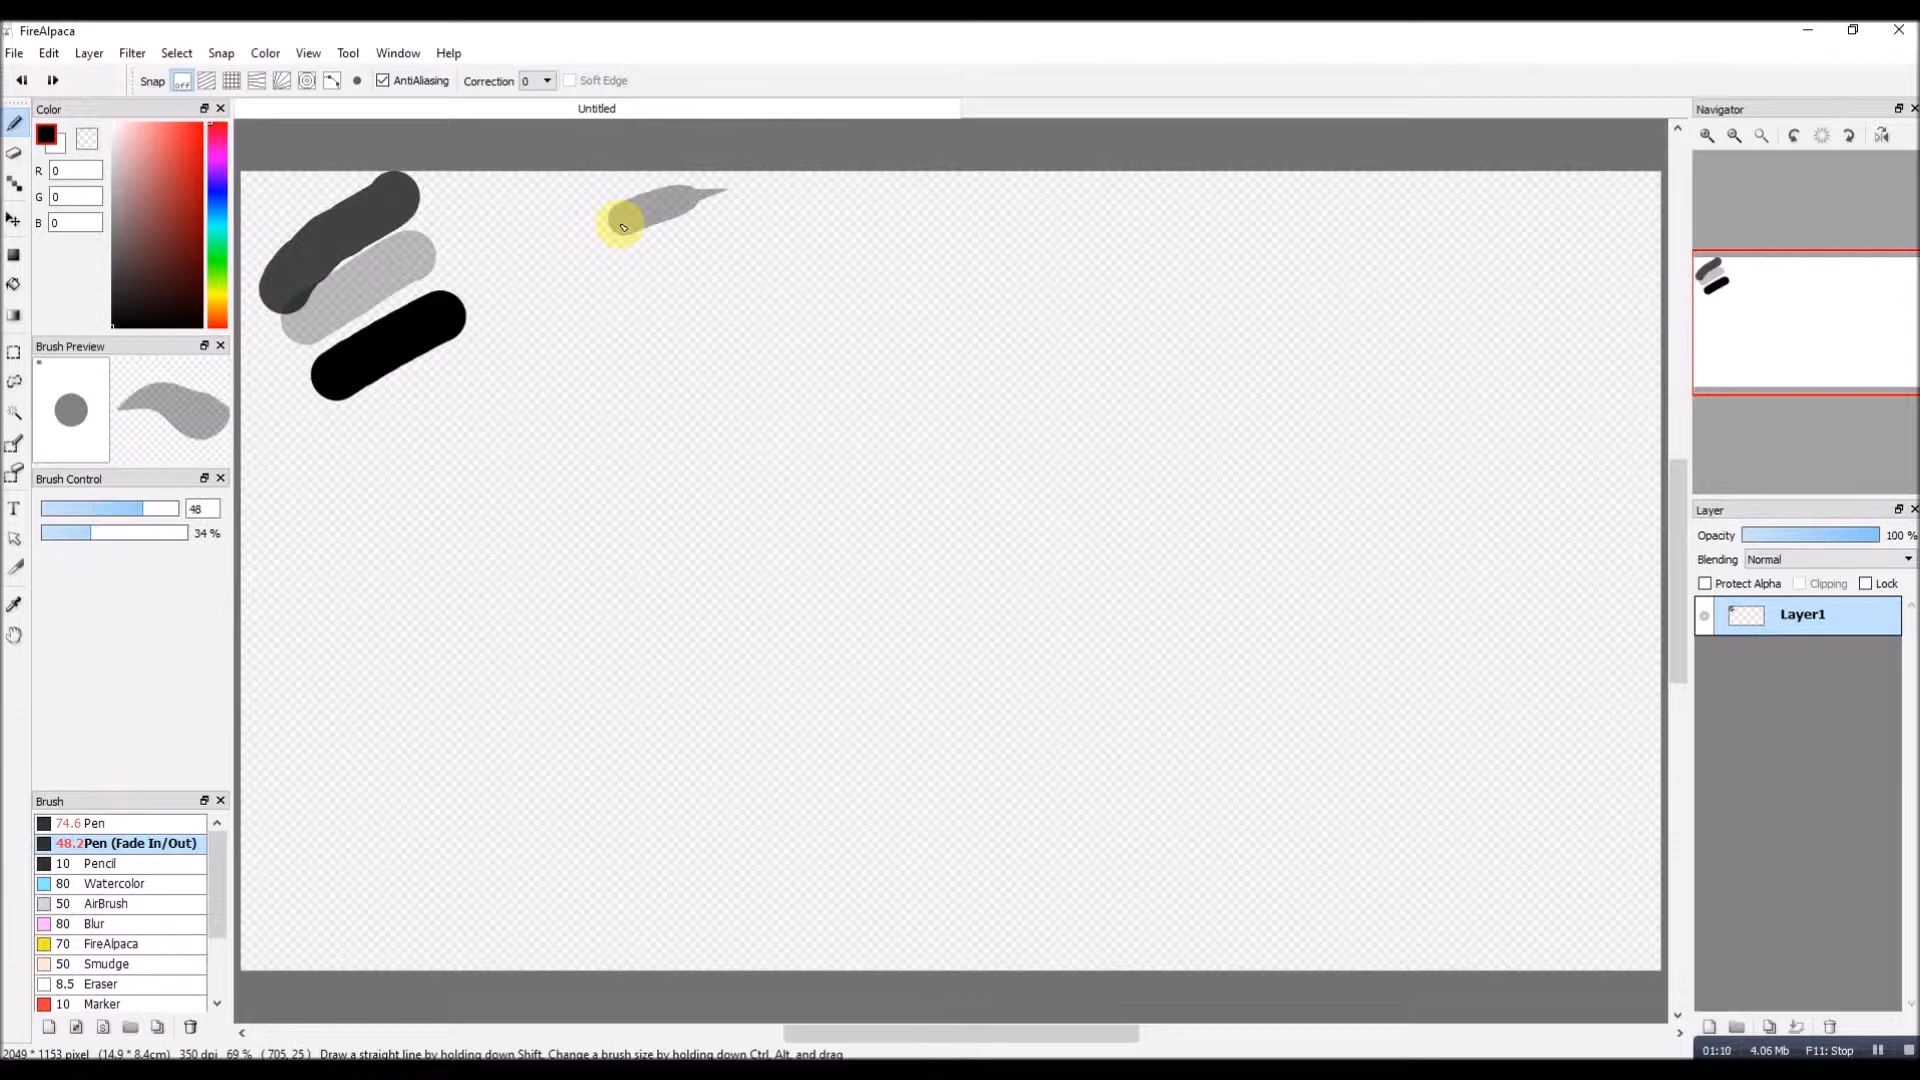 FireAlpaca
File Edit Layer Filter Select Snap Color View Tool Window Help
Snap off AntiAliasing Correction 0 Soft Edge
Color
Untitled
Navigator
R 0
G 0
B 0
Brush Preview
Brush Control
48
34 %
Layer
Opacity 100 %
Blending Normal
Protect Alpha Clipping Lock
Layer1
Brush
74.6 Pen
48.2 Pen (Fade In/Out)
10 Pencil
80 Watercolor
50 AirBrush
80 Blur
70 FireAlpaca
50 Smudge
8.5 Eraser
10 Marker
T
S
2049 * 1153 pixel (14.9 * 8.4cm) 350 dpi 69 % ( 705, 25 ) Draw a straight line by holding down Shift. Change a brush size by holding down Ctrl, Alt, and drag
01:10 4.06 Mb F11: Stop